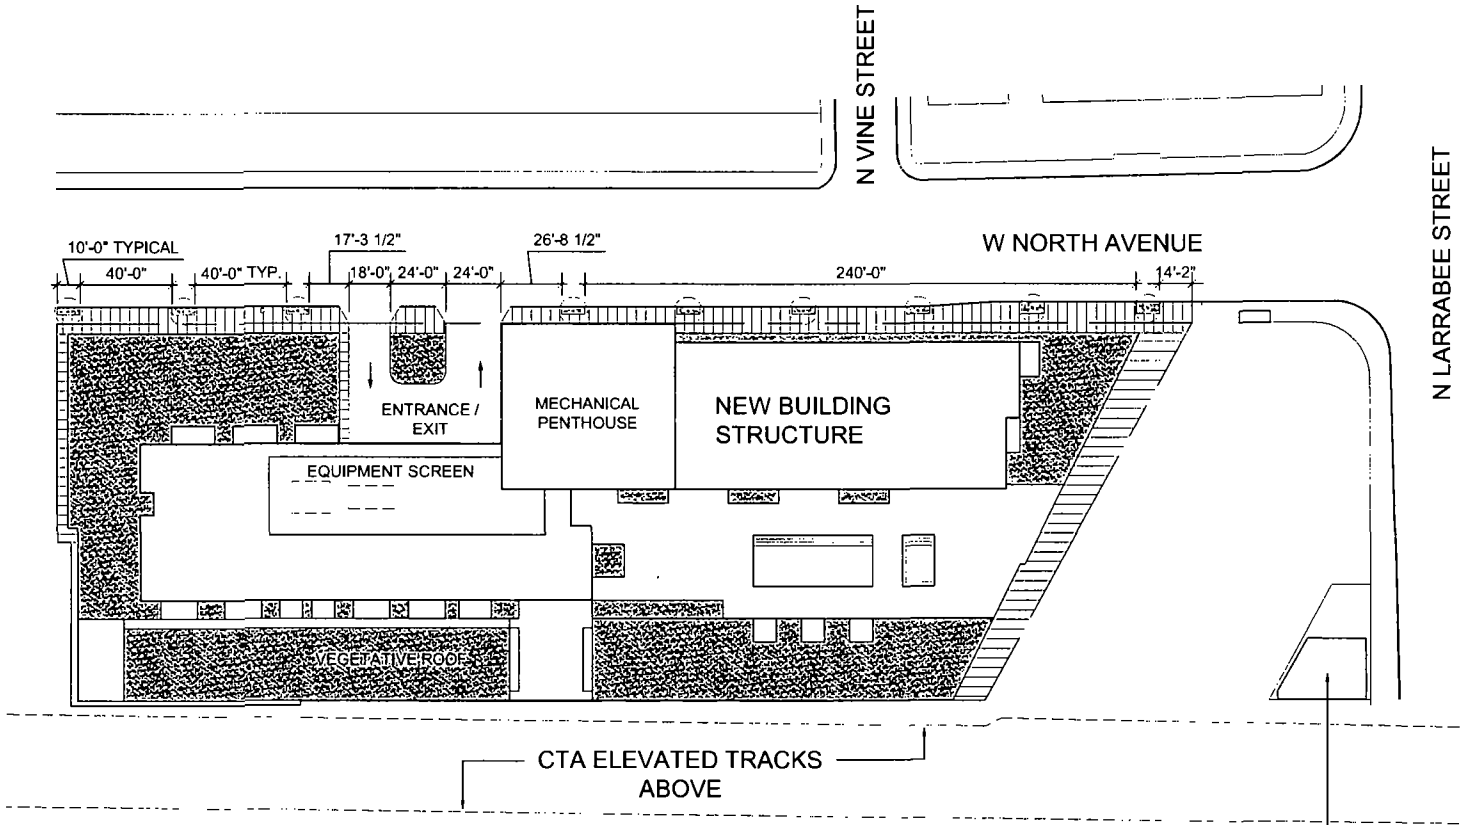 N VINE STREET
N LARRABEE STREET
W NORTH AVENUE
10'-0" TYPICAL
17'-3 1/2"
26'-8 1/2"
40'-0"
40'-0" TYP.
18'-0"
24'-0"
24'-0"
240'-0"
14'-2"
ENTRANCE /
EXIT
MECHANICAL
PENTHOUSE
NEW BUILDING
STRUCTURE
EQUIPMENT SCREEN
VEGETATIVE ROOF
CTA ELEVATED TRACKS
ABOVE